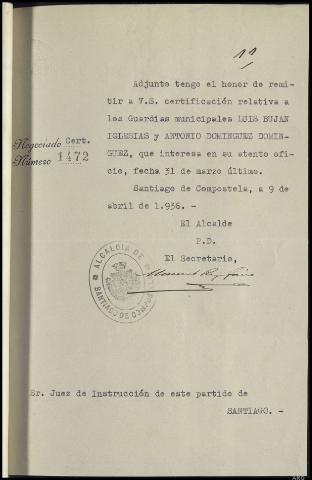 11
Adjunto tengo el honor de remi-
tir a V.S. certificación relativa a
los Guardias municipales LUIS BUJAN
IGLESIAS y ANTONIO DOMINGUEZ DOMIN-
GUEZ, que interesa en su atento ofi-
cio, fecha 31 de marzo último.
Negociado Cert.
Número 1472
Santiago de Compostela, a 9 de
abril de 1.936. -
El Alcalde
P.D.
El Secretario,
ALCALDIA DE
SANTIAGO DE
Sr. Juez de Instrucción de este partido de
SANTIAGO. -